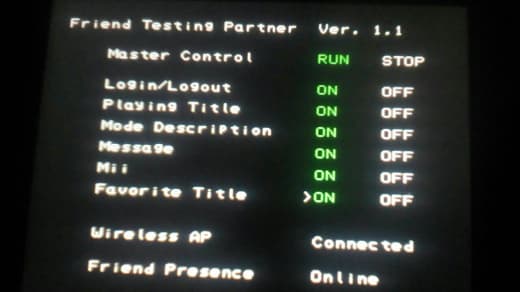 Friend Testing Partner Ver. 1.1
Master Control RUN STOP
Login/Logout ON OFF
Playing Title ON OFF
Mode Description ON OFF
Message ON OFF
Mii ON OFF
Favorite Title >ON OFF
Wireless AP Connected
Friend Presence Online